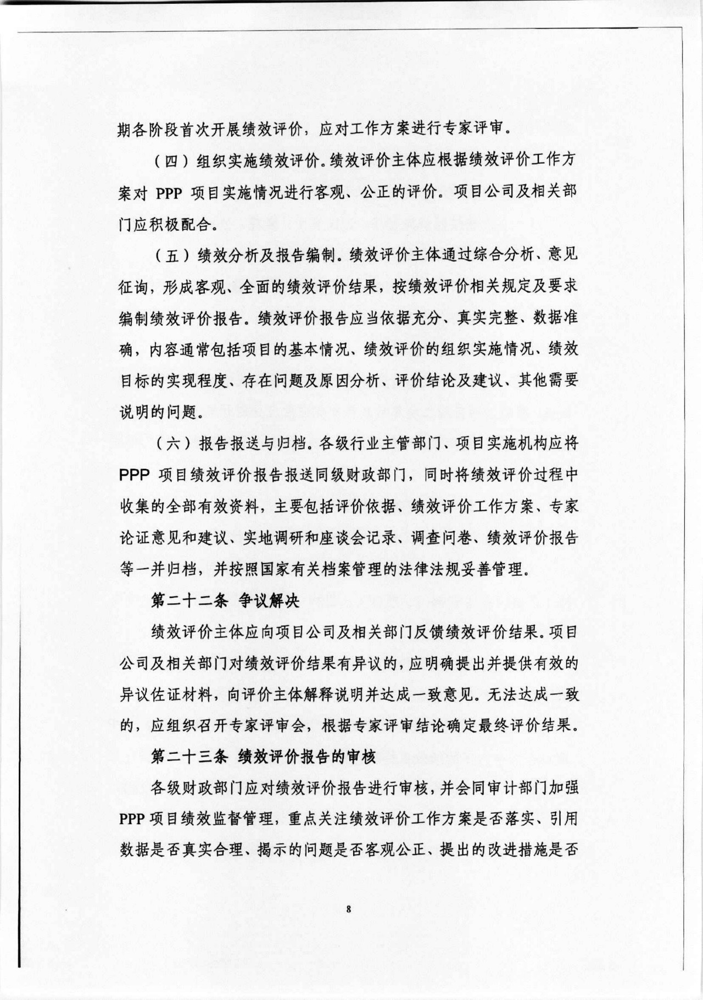 期各阶段首次开展绩效评价，应对工作方案进行专家评审。
（四）组织实施绩效评价。绩效评价主体应根据绩效评价工作方
案对 PPP 项目实施情况进行客观、公正的评价。项目公司及相关部
门应积极配合。
（五）绩效分析及报告编制。绩效评价主体通过综合分析、意见
征询，形成客观、全面的绩效评价结果，按绩效评价相关规定及要求
编制绩效评价报告。绩效评价报告应当依据充分、真实完整、数据准
确，内容通常包括项目的基本情况、绩效评价的组织实施情况、绩效
目标的实现程度、存在问题及原因分析、评价结论及建议、其他需要
说明的问题。
（六）报告报送与归档。各级行业主管部门、项目实施机构应将
PPP 项目绩效评价报告报送同级财政部门，同时将绩效评价过程中
收集的全部有效资料，主要包括评价依据、绩效评价工作方案、专家
论证意见和建议、实地调研和座谈会记录、调查问卷、绩效评价报告
等一并归档，并按照国家有关档案管理的法律法规妥善管理。
第二十二条 争议解决
绩效评价主体应向项目公司及相关部门反馈绩效评价结果。项目
公司及相关部门对绩效评价结果有异议的，应明确提出并提供有效的
异议佐证材料，向评价主体解释说明并达成一致意见。无法达成一致
的，应组织召开专家评审会，根据专家评审结论确定最终评价结果。
第二十三条 绩效评价报告的审核
各级财政部门应对绩效评价报告进行审核，并会同审计部门加强
PPP 项目绩效监督管理，重点关注绩效评价工作方案是否落实、引用
数据是否真实合理、揭示的问题是否客观公正、提出的改进措施是否
8